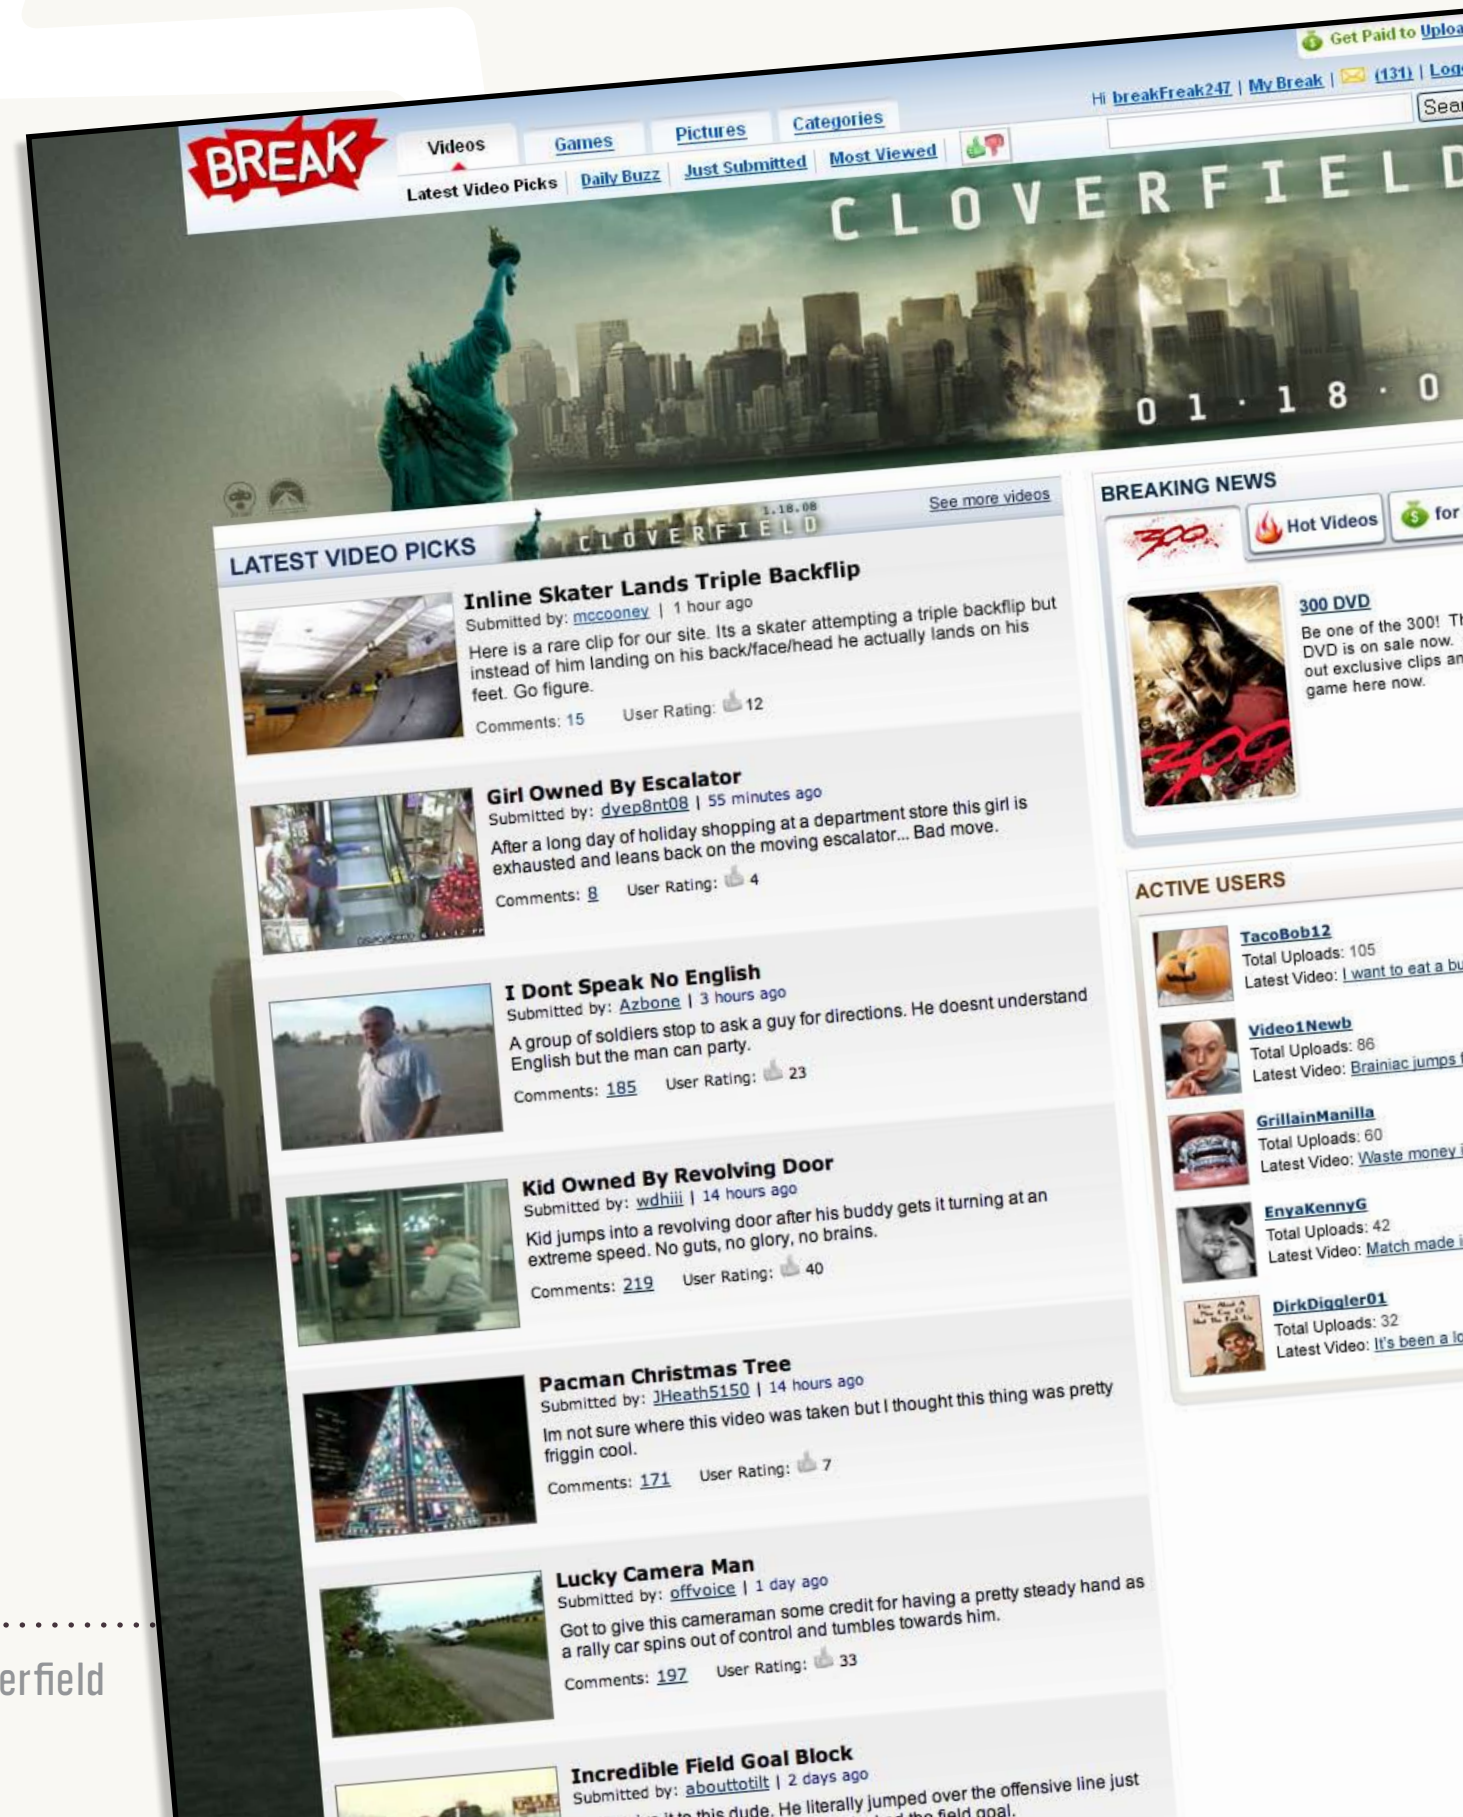 Get Paid to
Hi breakFreak247 | My Break | (131) |
BREAK
Videos Games Pictures Categories
Latest Video Picks Daily Buzz Just Submitted Most Viewed
CLOVERFIELD
01·18·0
LATEST VIDEO PICKS
1.18.08
CLOVERFIELD
See more videos
Inline Skater Lands Triple Backflip
Submitted by: mccooney | 1 hour ago
Here is a rare clip for our site. Its a skater attempting a triple backflip but
instead of him landing on his back/face/head he actually lands on his
feet. Go figure.
Comments: 15 User Rating: 12
Girl Owned By Escalator
Submitted by: dyep8nt08 | 55 minutes ago
After a long day of holiday shopping at a department store this girl is
exhausted and leans back on the moving escalator... Bad move.
Comments: 8 User Rating: 4
I Dont Speak No English
Submitted by: Azbone | 3 hours ago
A group of soldiers stop to ask a guy for directions. He doesnt understand
English but the man can party.
Comments: 185 User Rating: 23
Kid Owned By Revolving Door
Submitted by: wdhiii | 14 hours ago
Kid jumps into a revolving door after his buddy gets it turning at an
extreme speed. No guts, no glory, no brains.
Comments: 219 User Rating: 40
Pacman Christmas Tree
Submitted by: JHeath5150 | 14 hours ago
Im not sure where this video was taken but I thought this thing was pretty
friggin cool.
Comments: 171 User Rating: 7
Lucky Camera Man
Submitted by: offvoice | 1 day ago
Got to give this cameraman some credit for having a pretty steady hand as
a rally car spins out of control and tumbles towards him.
Comments: 197 User Rating: 33
Incredible Field Goal Block
Submitted by: abouttotilt | 2 days ago
it to this dude. He literally jumped over the offensive line just
the field goal.
BREAKING NEWS
300 Hot Videos for
300 DVD
Be one of the 300!
DVD is on sale now.
out exclusive clips
game here now.
300
ACTIVE USERS
TacoBob12
Total Uploads: 105
Latest Video: I want to eat a
Video1Newb
Total Uploads: 86
Latest Video: Brainiac jumps
GrillainManilla
Total Uploads: 60
Latest Video: Waste money
EnyaKennyG
Total Uploads: 42
Latest Video: Match made
DirkDiggler01
Total Uploads: 32
Latest Video: It's been a
erfield